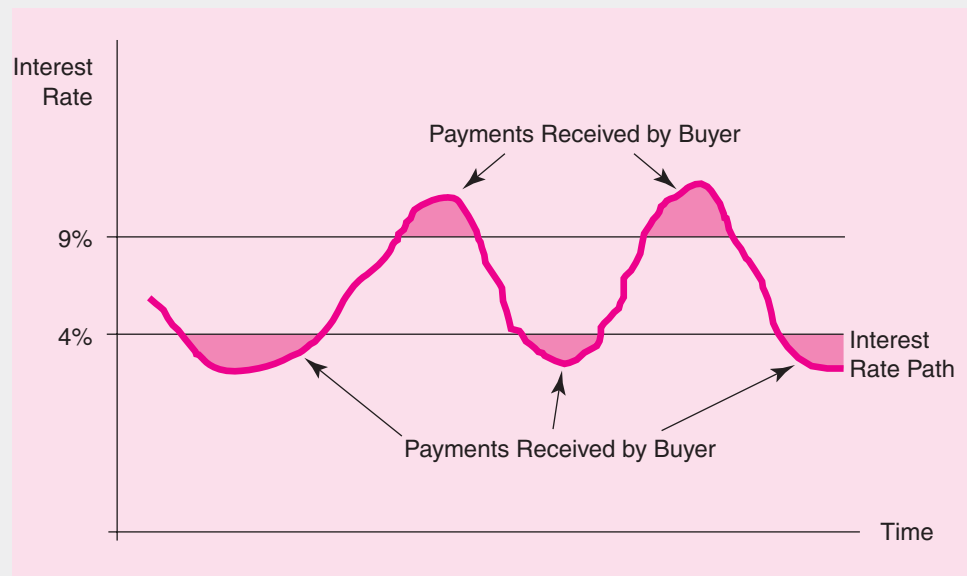 Interest
Rate
Payments Received by Buyer
9%
4%
Interest
Rate Path
Payments Received by Buyer
Time